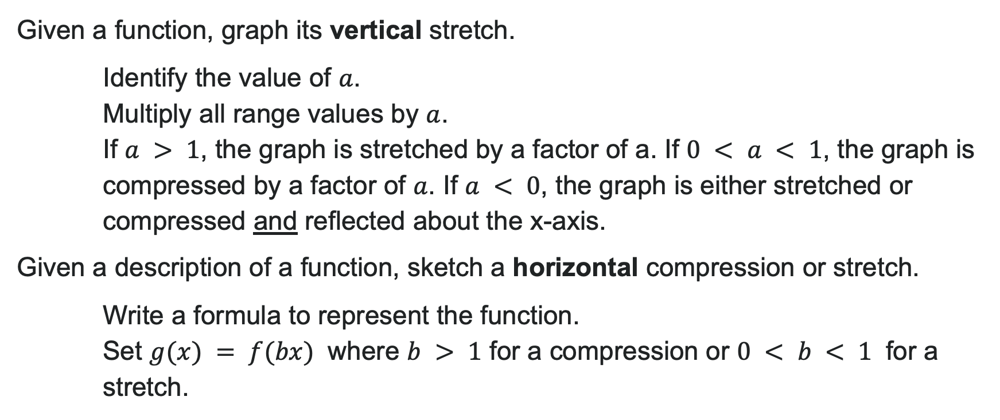 Given a function, graph its vertical stretch.
Identify the value of a.
Multiply all range values by a.
If a > 1, the graph is stretched by a factor of a. If 0 < a < 1, the graph is
compressed by a factor of a. If a < 0, the graph is either stretched or
compressed and reflected about the x-axis.
Given a description of a function, sketch a horizontal compression or stretch.
Write a formula to represent the function.
Set g(x) = f(bx) where b > 1 for a compression or 0 < b < 1 for a
stretch.